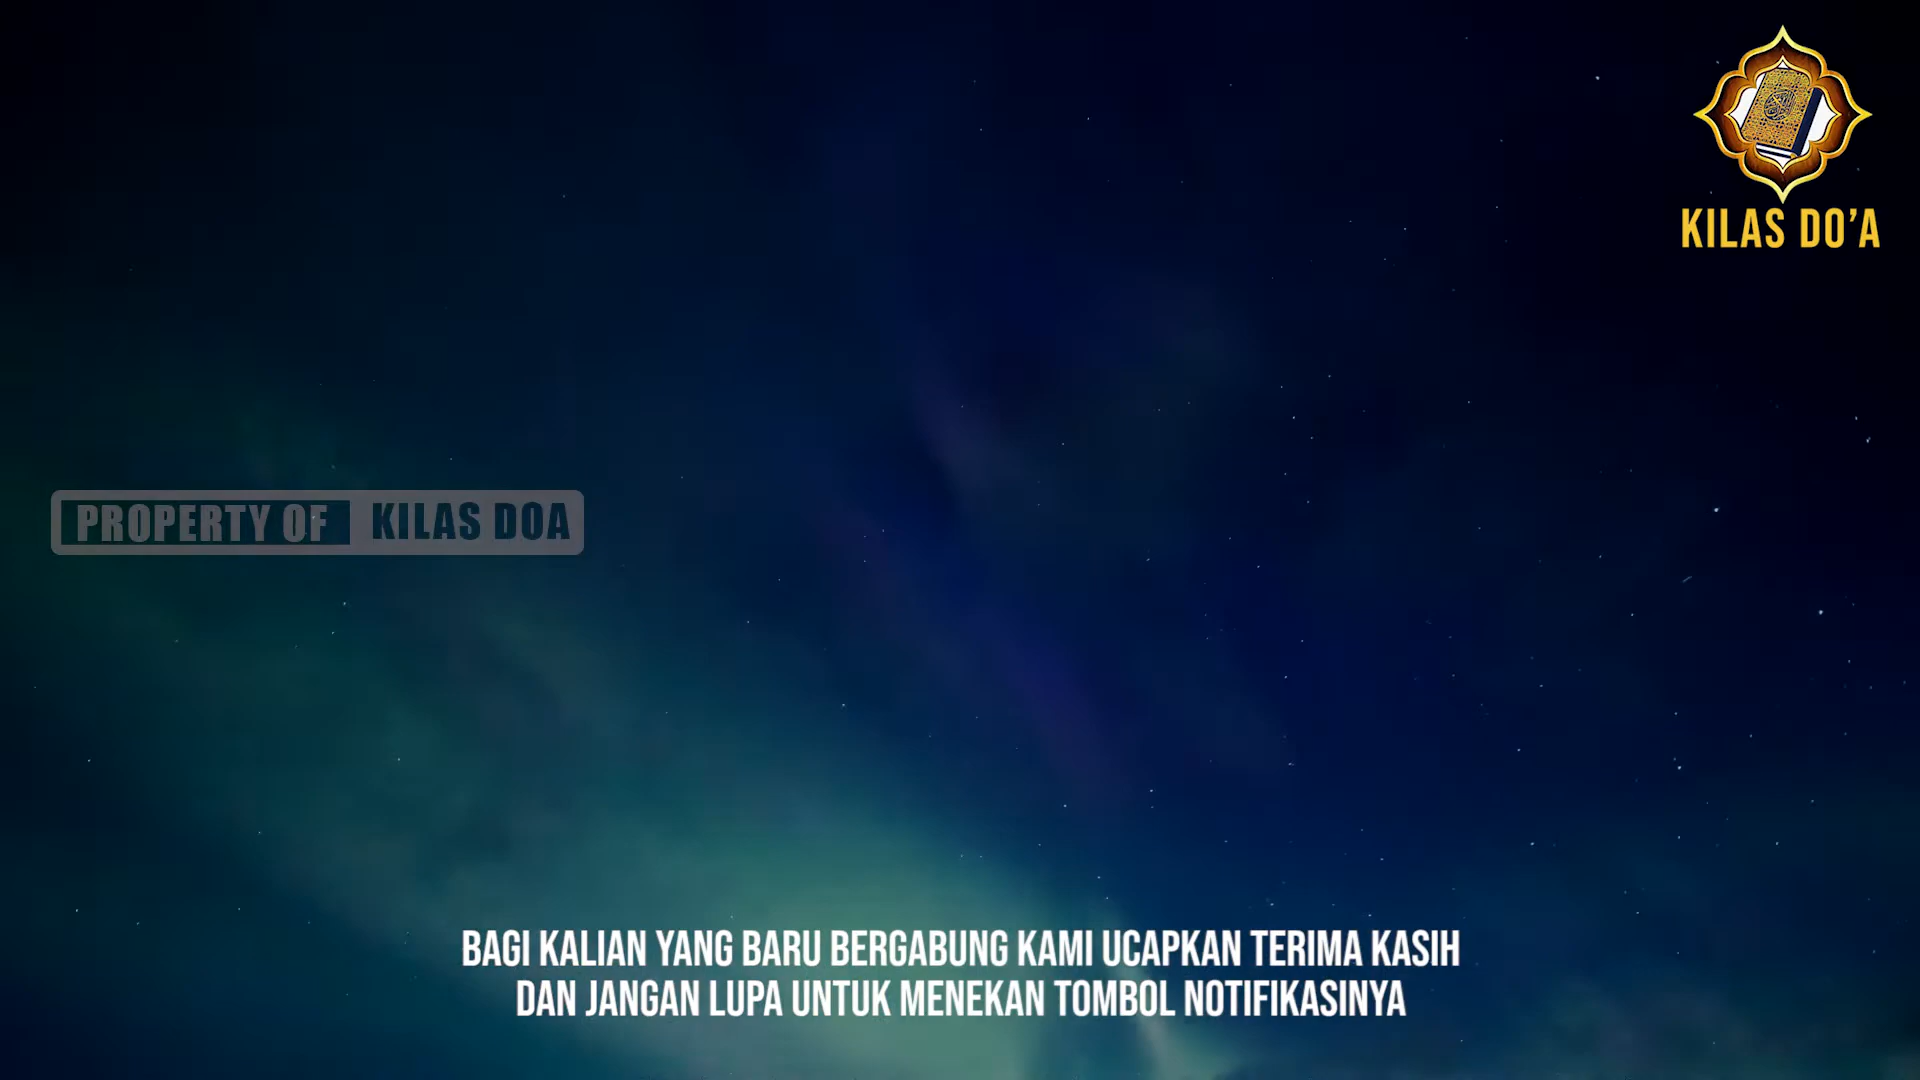 KILAS DO'A
PROPERTY OF KILAS DOA
BAGI KALIAN YANG BARU BERGABUNG KAMI UCAPKAN TERIMA KASIH
DAN JANGAN LUPA UNTUK MENEKAN TOMBOL NOTIFIKASINYA